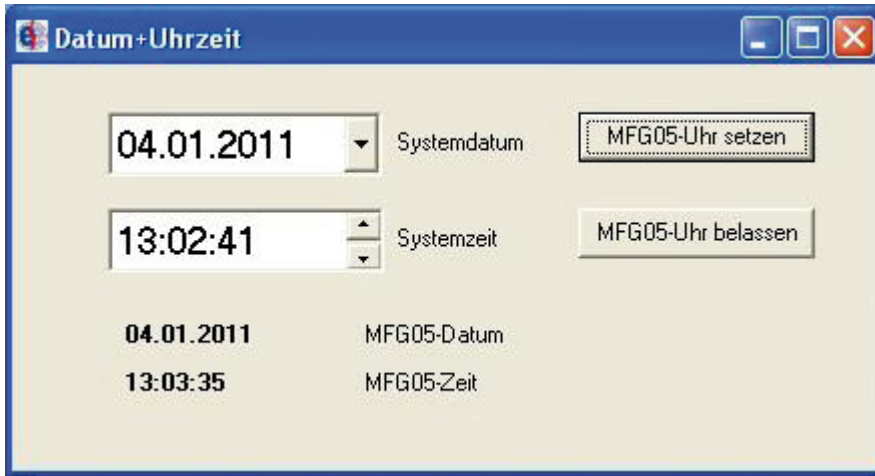 Datum+Uhrzeit
04.01.2011 Systemdatum MFG05-Uhr setzen
13:02:41 Systemzeit MFG05-Uhr belassen
04.01.2011 MFG05-Datum
13:03:35 MFG05-Zeit